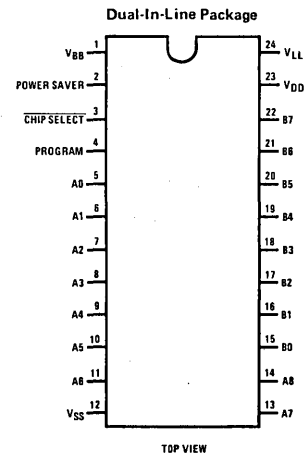 Dual-In-Line Package
VBB 1 24 VLL
POWER SAVER 2 23 VDD
CHIP SELECT 3 22 B7
PROGRAM 4 21 B6
A0 5 20 B5
A1 6 19 B4
A2 7 18 B3
A3 8 17 B2
A4 9 16 B1
A5 10 15 B0
A6 11 14 A8
VSS 12 13 A7
TOP VIEW